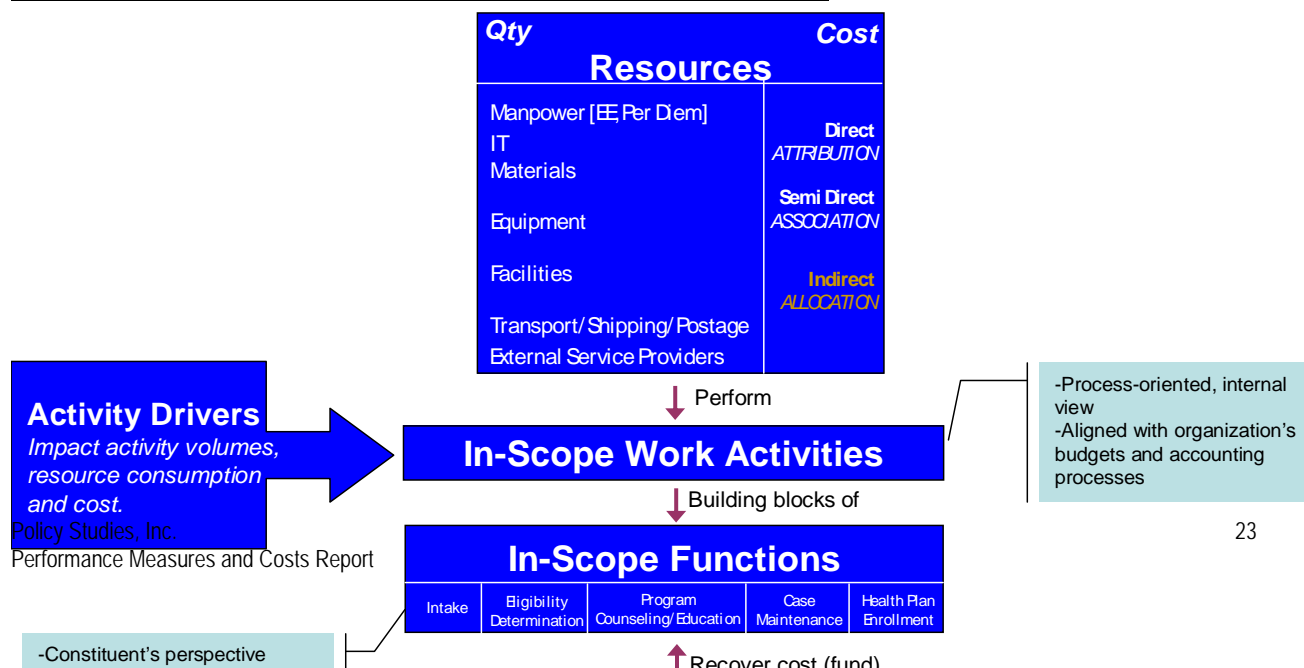 Qty Cost
Resources
Manpower [EE, Per Diem]
IT
Materials
Equipment
Facilities
Transport/Shipping/Postage
External Service Providers
Direct
ATTRIBUTION
Semi Direct
ASSOCIATION
Indirect
ALLOCATION
Perform
Activity Drivers
Impact activity volumes,
resource consumption
and cost.
In-Scope Work Activities
-Process-oriented, internal
view
-Aligned with organization's
budgets and accounting
processes
Building blocks of
Policy Studies, Inc.
Performance Measures and Costs Report
23
In-Scope Functions
Intake
Eligibility
Determination
Program
Counseling/Education
Case
Maintenance
Health Plan
Enrollment
-Constituent's perspective
Recover cost (fund)